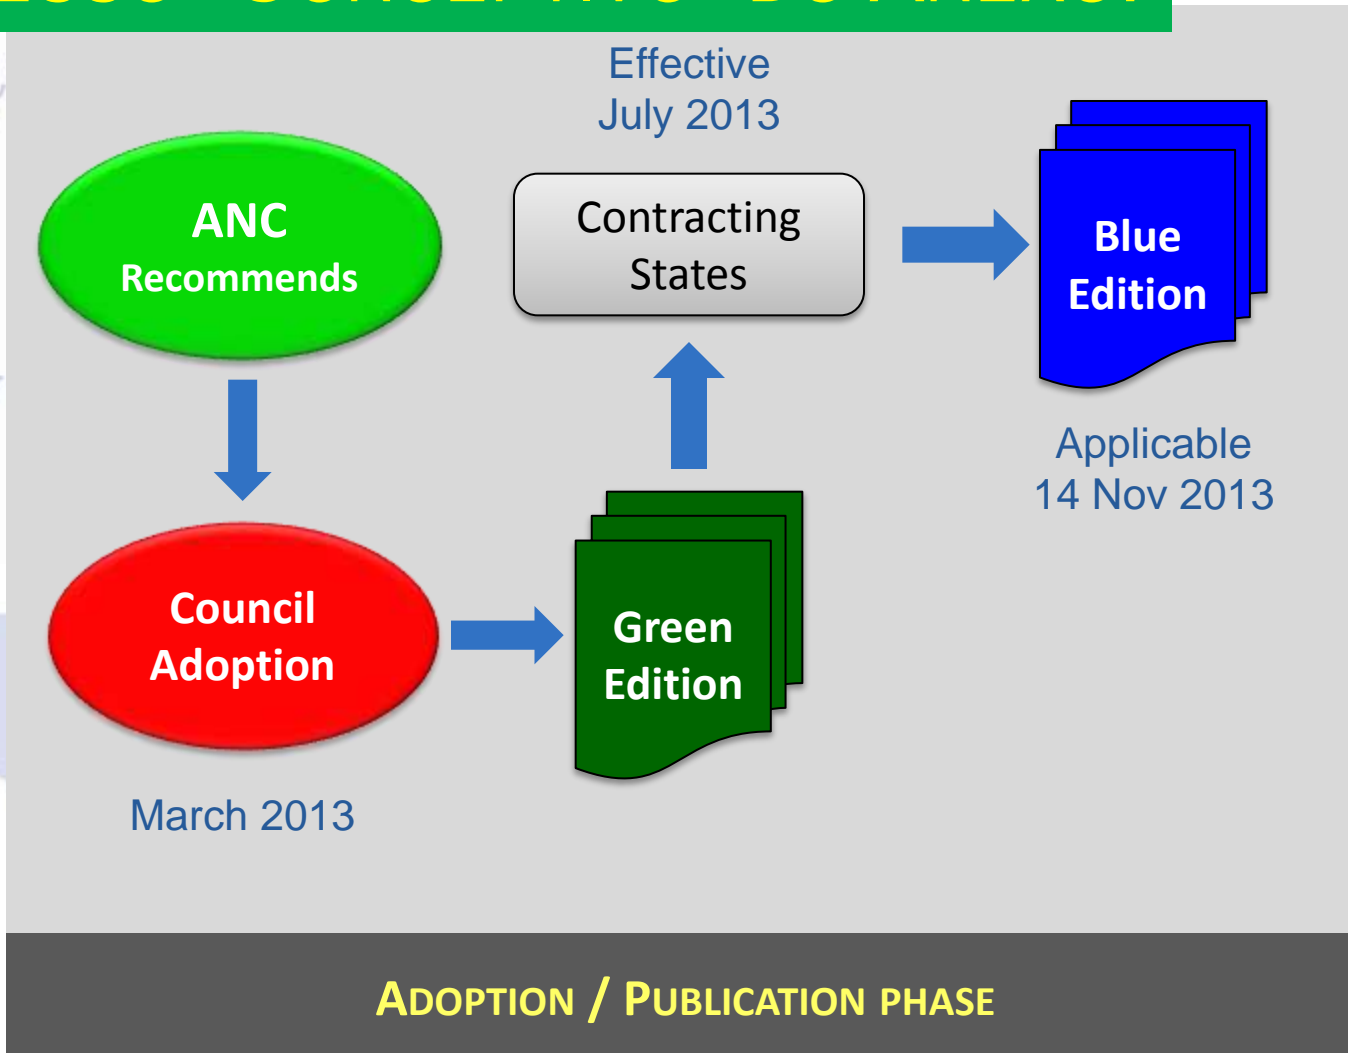 Effective
July 2013
ANC
Recommends
Contracting
States
Blue
Edition
Applicable
14 Nov 2013
Council
Adoption
Green
Edition
March 2013
ADOPTION / PUBLICATION PHASE